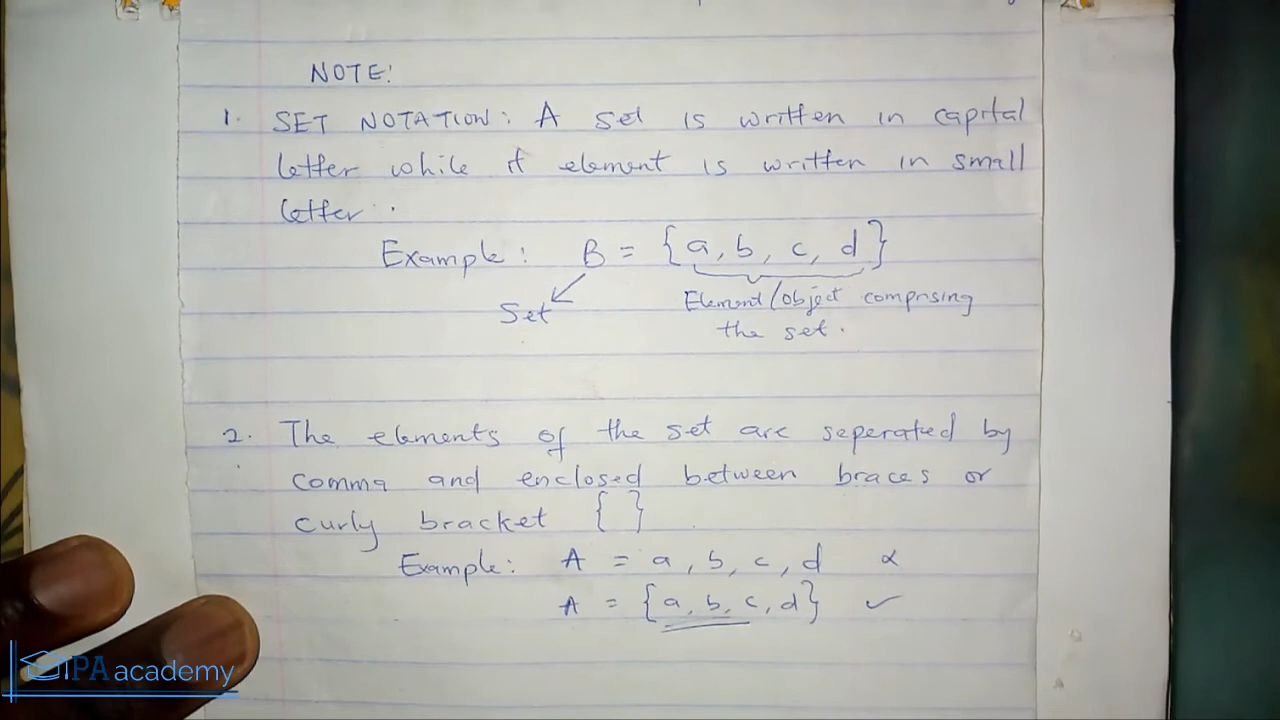 NOTE:
1. SET NOTATION: A set is written in capital
letter while it element is written in small
letter.
Example: B = {a, b, c, d}
Set
Element/object comprising
the set.
2. The elements of the set are seperated by
comma and enclosed between braces or
curly bracket { }
Example: A = a, b, c, d ×
A = {a, b, c, d} ✓
IPA academy